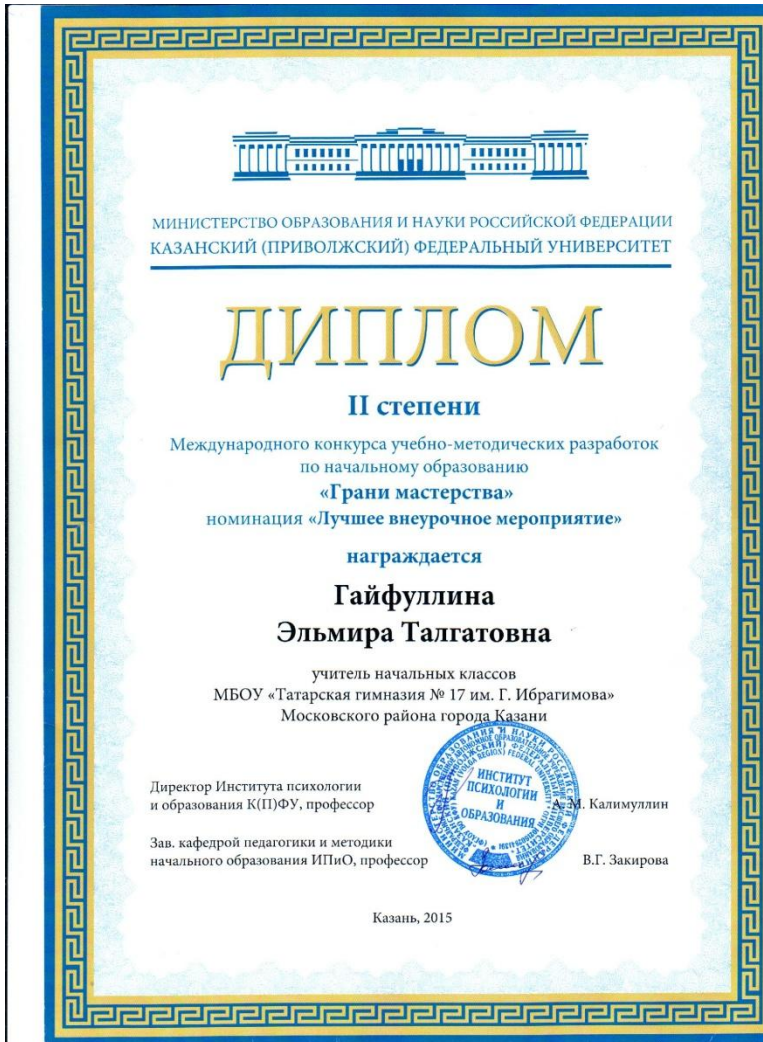 МИНИСТЕРСТВО ОБРАЗОВАНИЯ И НАУКИ РОССИЙСКОЙ ФЕДЕРАЦИИ
КАЗАНСКИЙ (ПРИВОЛЖСКИЙ) ФЕДЕРАЛЬНЫЙ УНИВЕРСИТЕТ
ДИПЛОМ
II степени
Международного конкурса учебно-методических разработок
по начальному образованию
«Грани мастерства»
номинация «Лучшее внеурочное мероприятие»
награждается
Гайфуллина
Эльмира Талгатовна
учитель начальных классов
МБОУ «Татарская гимназия № 17 им. Г. Ибрагимова»
Московского района города Казани
Директор Института психологии
и образования К(П)ФУ, профессор
А. М. Калимуллин
ИНСТИТУТ
ПСИХОЛОГИИ
И
ОБРАЗОВАНИЯ
Зав. кафедрой педагогики и методики
начального образования ИПиО, профессор
В.Г. Закирова
Казань, 2015